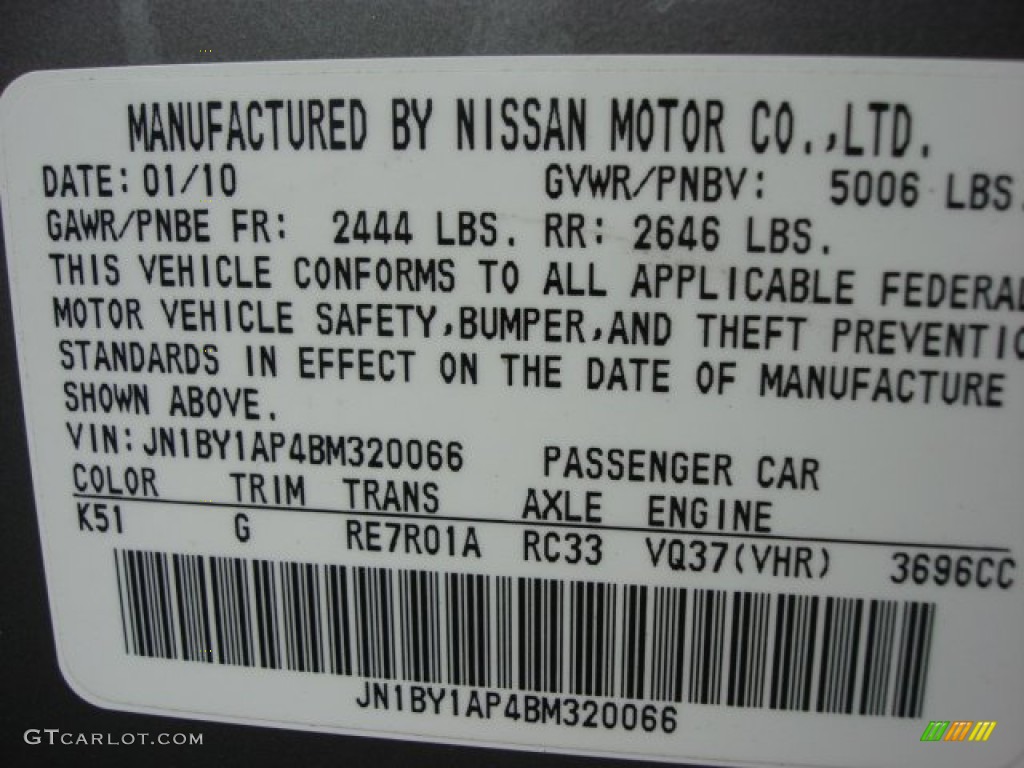 MANUFACTURED BY NISSAN MOTOR CO.,LTD.
DATE: 01/10 GVWR/PNBV: 5006 LBS.
GAWR/PNBE FR: 2444 LBS. RR: 2646 LBS.
THIS VEHICLE CONFORMS TO ALL APPLICABLE FEDERAL
MOTOR VEHICLE SAFETY,BUMPER,AND THEFT PREVENTIO
STANDARDS IN EFFECT ON THE DATE OF MANUFACTURE
SHOWN ABOVE.
VIN: JN1BY1AP4BM320066 PASSENGER CAR
COLOR TRIM TRANS AXLE ENGINE
K51 G RE7R01A RC33 VQ37(VHR) 3696CC
JN1BY1AP4BM320066
GTCARLOT.COM